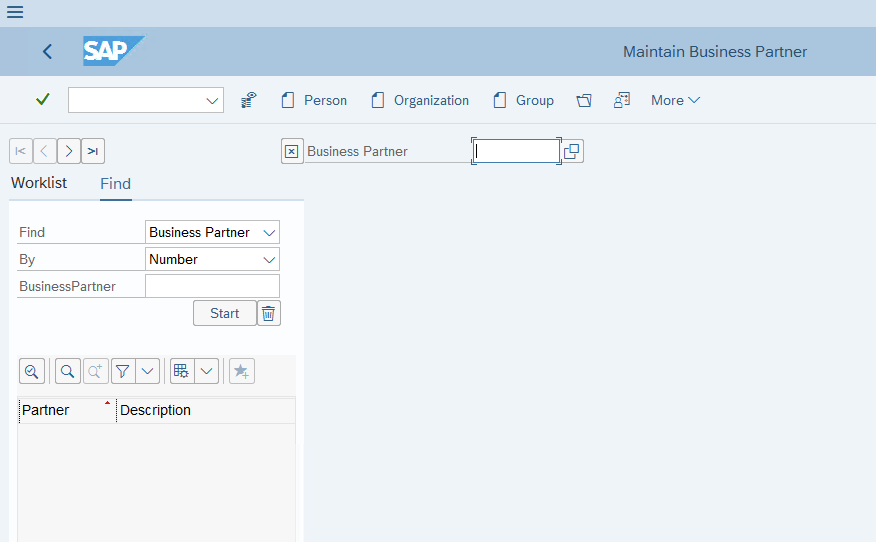 SAP
Maintain Business Partner
Person Organization Group More
Business Partner
Worklist Find
Find Business Partner
By Number
BusinessPartner
Start
Partner Description